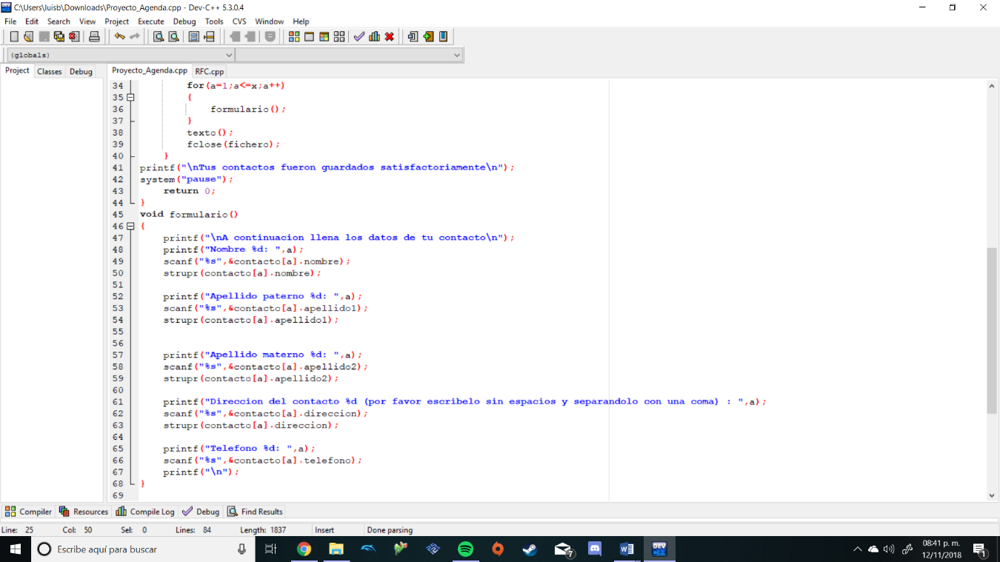 C:\Users\luisb\Downloads\Proyecto_Agenda.cpp - Dev-C++ 5.3.0.4
File Edit Search View Project Execute Debug Tools CVS Window Help
(globals)
Project Classes Debug Proyecto_Agenda.cpp RFC.cpp
34 for(a=1;a<=x;a++)
35 {
36 formulario();
37 }
38 texto();
39 fclose(fichero);
40 }
41 printf("\nTus contactos fueron guardados satisfactoriamente\n");
42 system("pause");
43 return 0;
44 }
45 void formulario()
46 {
47 printf("\nA continuacion llena los datos de tu contacto\n");
48 printf("Nombre %d: ",a);
49 scanf("%s",&contacto[a].nombre);
50 strupr(contacto[a].nombre);
51
52 printf("Apellido paterno %d: ",a);
53 scanf("%s",&contacto[a].apellido1);
54 strupr(contacto[a].apellido1);
55
56
57 printf("Apellido materno %d: ",a);
58 scanf("%s",&contacto[a].apellido2);
59 strupr(contacto[a].apellido2);
60
61 printf("Direccion del contacto %d (por favor escribelo sin espacios y separandolo con una coma) : ",a);
62 scanf("%s",&contacto[a].direccion);
63 strupr(contacto[a].direccion);
64
65 printf("Telefono %d: ",a);
66 scanf("%s",&contacto[a].telefono);
67 printf("\n");
68 }
69
Compiler Resources Compile Log Debug Find Results
Line: 25 Col: 50 Sel: 0 Lines: 84 Length: 1837 Insert Done parsing
Escribe aquí para buscar
7
DEV
08:41 p. m.
12/11/2018
1